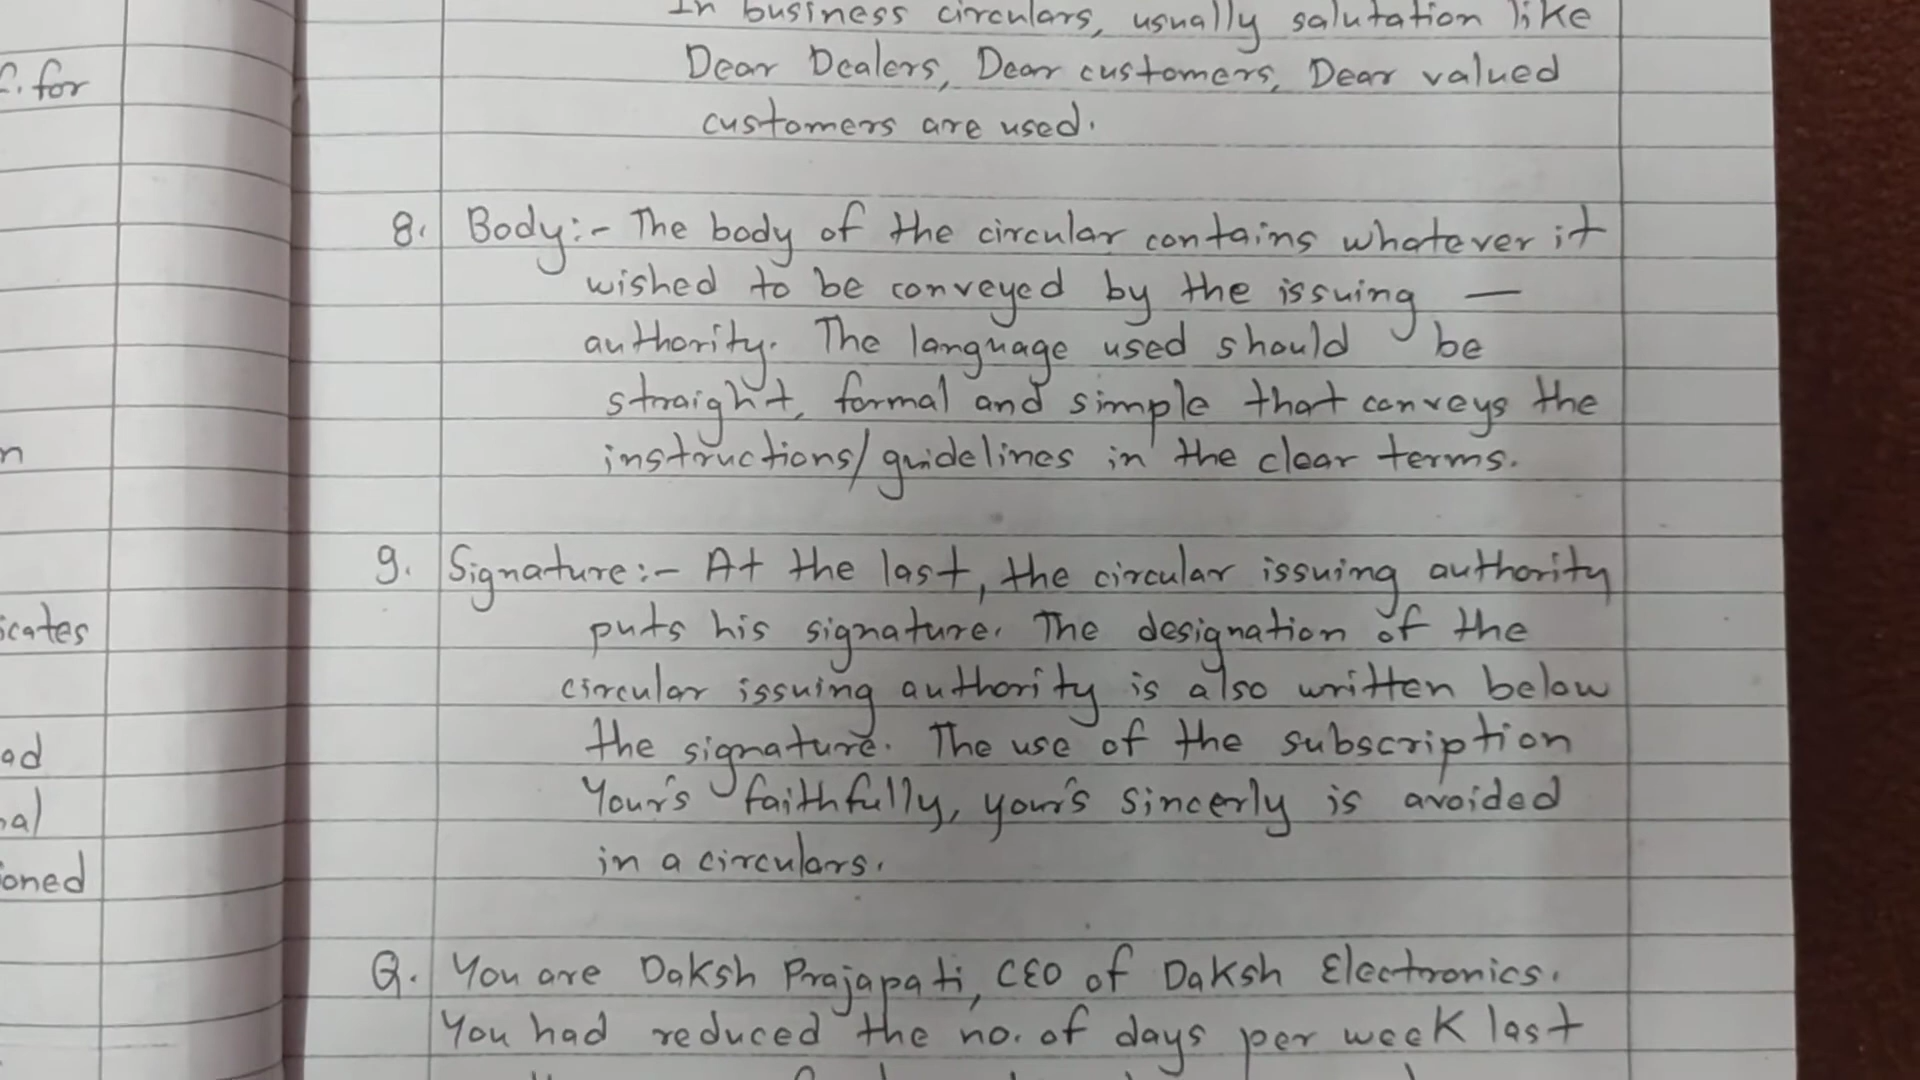 In business circulars, usually salutation like
Dear Dealers, Dear customers, Dear valued
customers are used.
8. Body:- The body of the circular contains whatever it
wished to be conveyed by the issuing —
authority. The language used should be
straight, formal and simple that conveys the
instructions/guidelines in the clear terms.
9. Signature:- At the last, the circular issuing authority
puts his signature. The designation of the
circular issuing authority is also written below
the signature. The use of the subscription
Your's faithfully, your's sincerly is avoided
in a circulars.
Q. You are Daksh Prajapati, CEO of Daksh Electronics.
You had reduced the no. of days per week last
for
n
icates
ad
al
oned